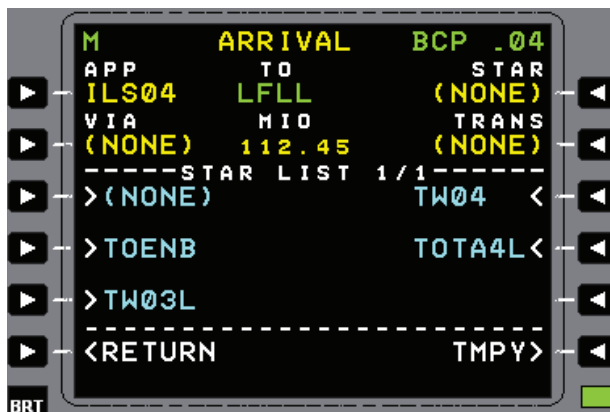 M ARRIVAL BCP .04
APP TO STAR
ILS04 LFLL (NONE)
VIA MIO TRANS
(NONE) 112.45 (NONE)
-----STAR LIST 1/1------
>(NONE) TW04 <
>TOENB TOTA4L<
>TW03L
<RETURN TMPY>
BRT